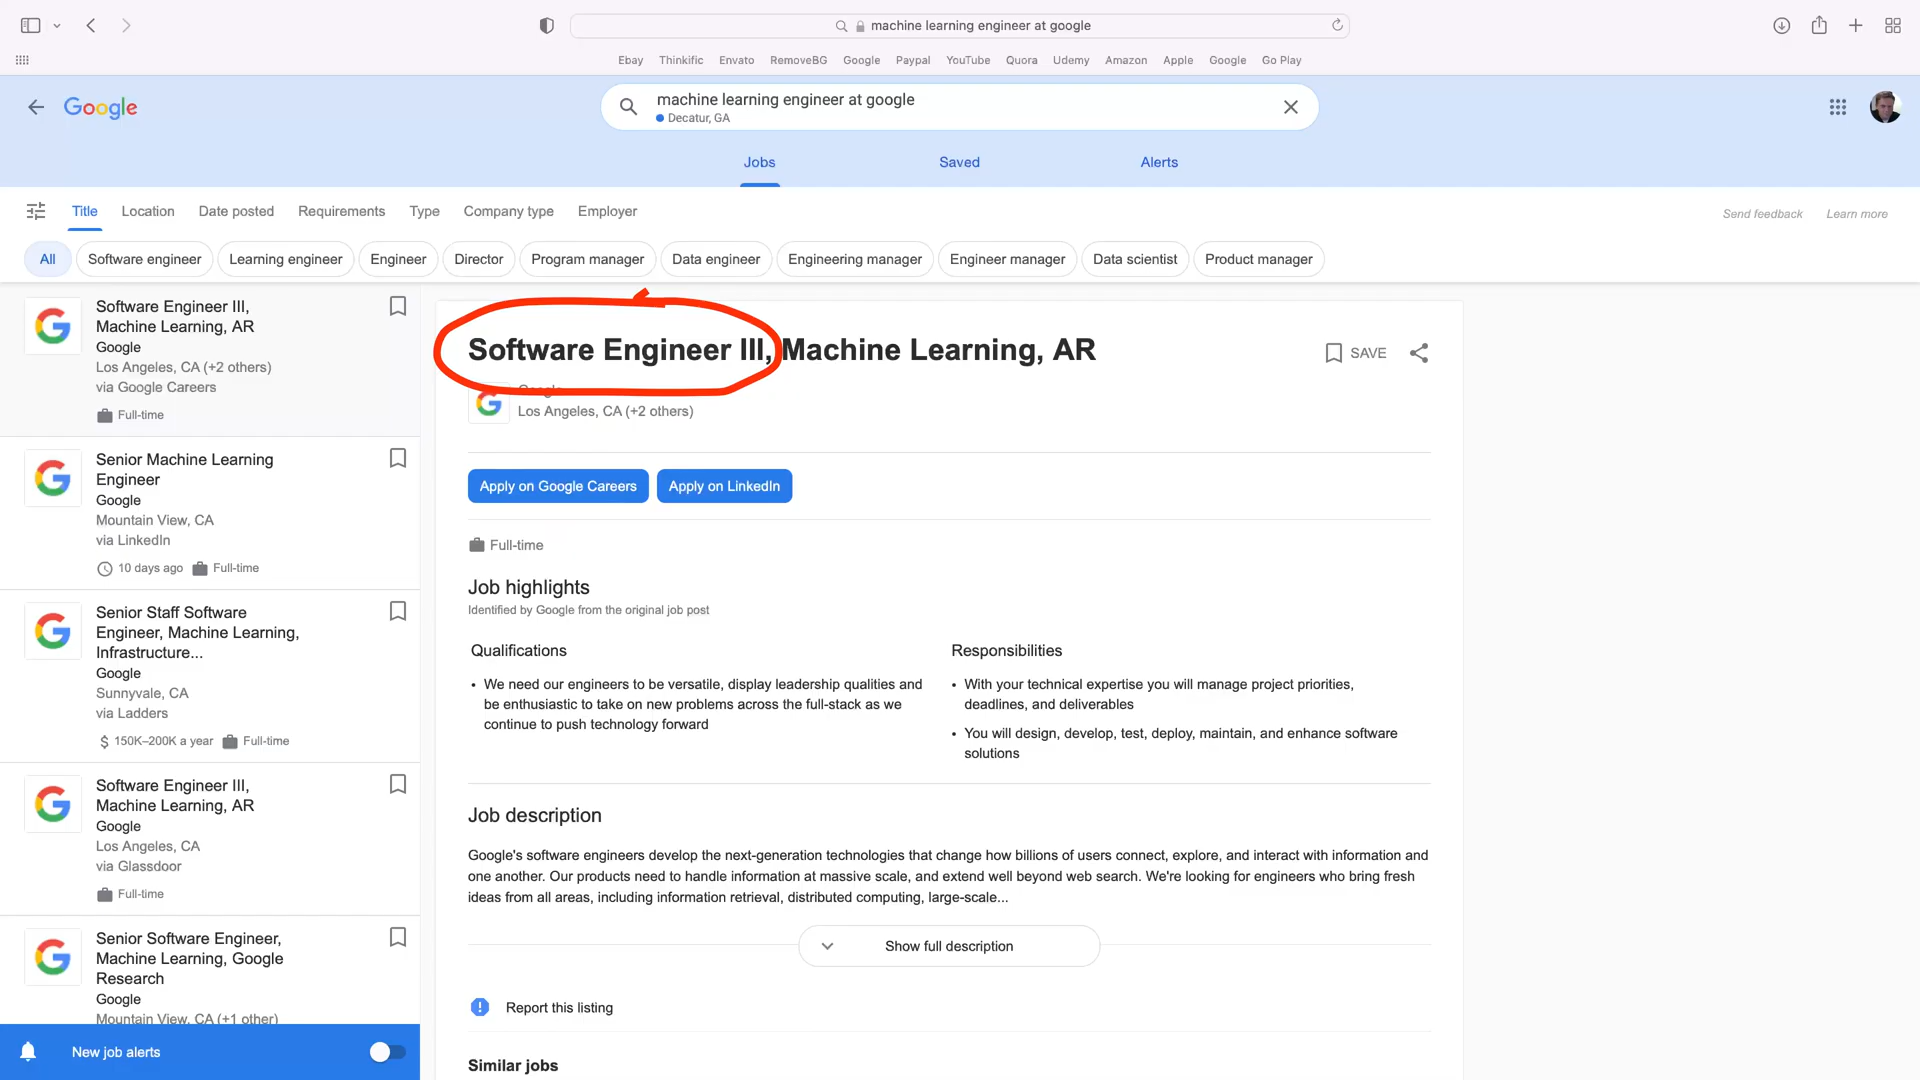 machine learning engineer at google
Ebay Thinkific Envato RemoveBG Google Paypal YouTube Quora Udemy Amazon Apple Google Go Play
Google
machine learning engineer at google
Decatur, GA
Jobs Saved Alerts
Title Location Date posted Requirements Type Company type Employer
Send feedback Learn more
All Software engineer Learning engineer Engineer Director Program manager Data engineer Engineering manager Engineer manager Data scientist Product manager
Software Engineer III,
Machine Learning, AR
Google
Los Angeles, CA (+2 others)
via Google Careers
Full-time
Senior Machine Learning
Engineer
Google
Mountain View, CA
via LinkedIn
10 days ago Full-time
Senior Staff Software
Engineer, Machine Learning,
Infrastructure...
Google
Sunnyvale, CA
via Ladders
150K–200K a year Full-time
Software Engineer III,
Machine Learning, AR
Google
Los Angeles, CA
via Glassdoor
Full-time
Senior Software Engineer,
Machine Learning, Google
Research
Google
Mountain View, CA (+1 other)
New job alerts
Software Engineer III, Machine Learning, AR
SAVE
Google
Los Angeles, CA (+2 others)
Apply on Google Careers Apply on LinkedIn
Full-time
Job highlights
Identified by Google from the original job post
Qualifications
• We need our engineers to be versatile, display leadership qualities and
be enthusiastic to take on new problems across the full-stack as we
continue to push technology forward
Responsibilities
• With your technical expertise you will manage project priorities,
deadlines, and deliverables
• You will design, develop, test, deploy, maintain, and enhance software
solutions
Job description
Google's software engineers develop the next-generation technologies that change how billions of users connect, explore, and interact with information and
one another. Our products need to handle information at massive scale, and extend well beyond web search. We're looking for engineers who bring fresh
ideas from all areas, including information retrieval, distributed computing, large-scale...
Show full description
Report this listing
Similar jobs